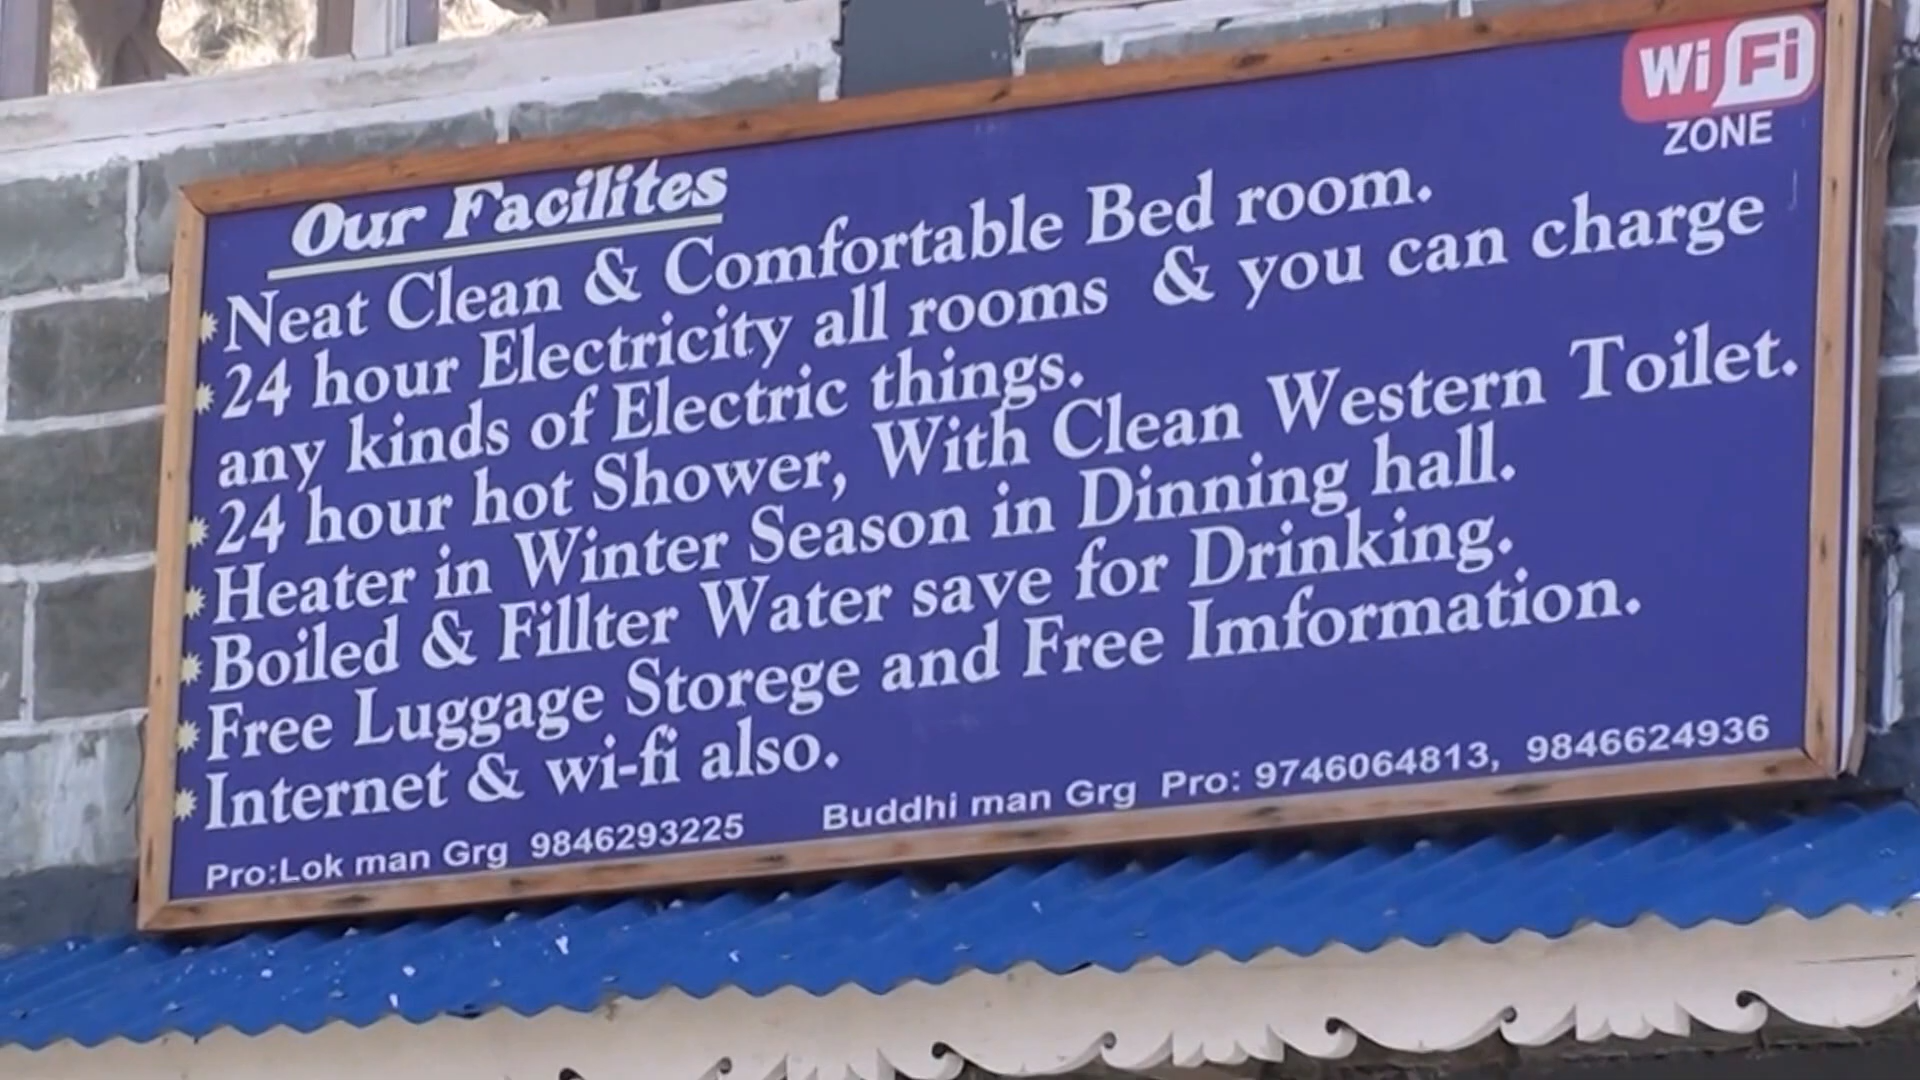 WiFi
ZONE
Our Facilites
Neat Clean & Comfortable Bed room.
24 hour Electricity all rooms & you can charge
any kinds of Electric things.
24 hour hot Shower, With Clean Western Toilet.
Heater in Winter Season in Dinning hall.
Boiled & Fillter Water save for Drinking.
Free Luggage Storege and Free Imformation.
Internet & wi-fi also.
Pro:Lok man Grg 9846293225 Buddhi man Grg Pro: 9746064813, 9846624936